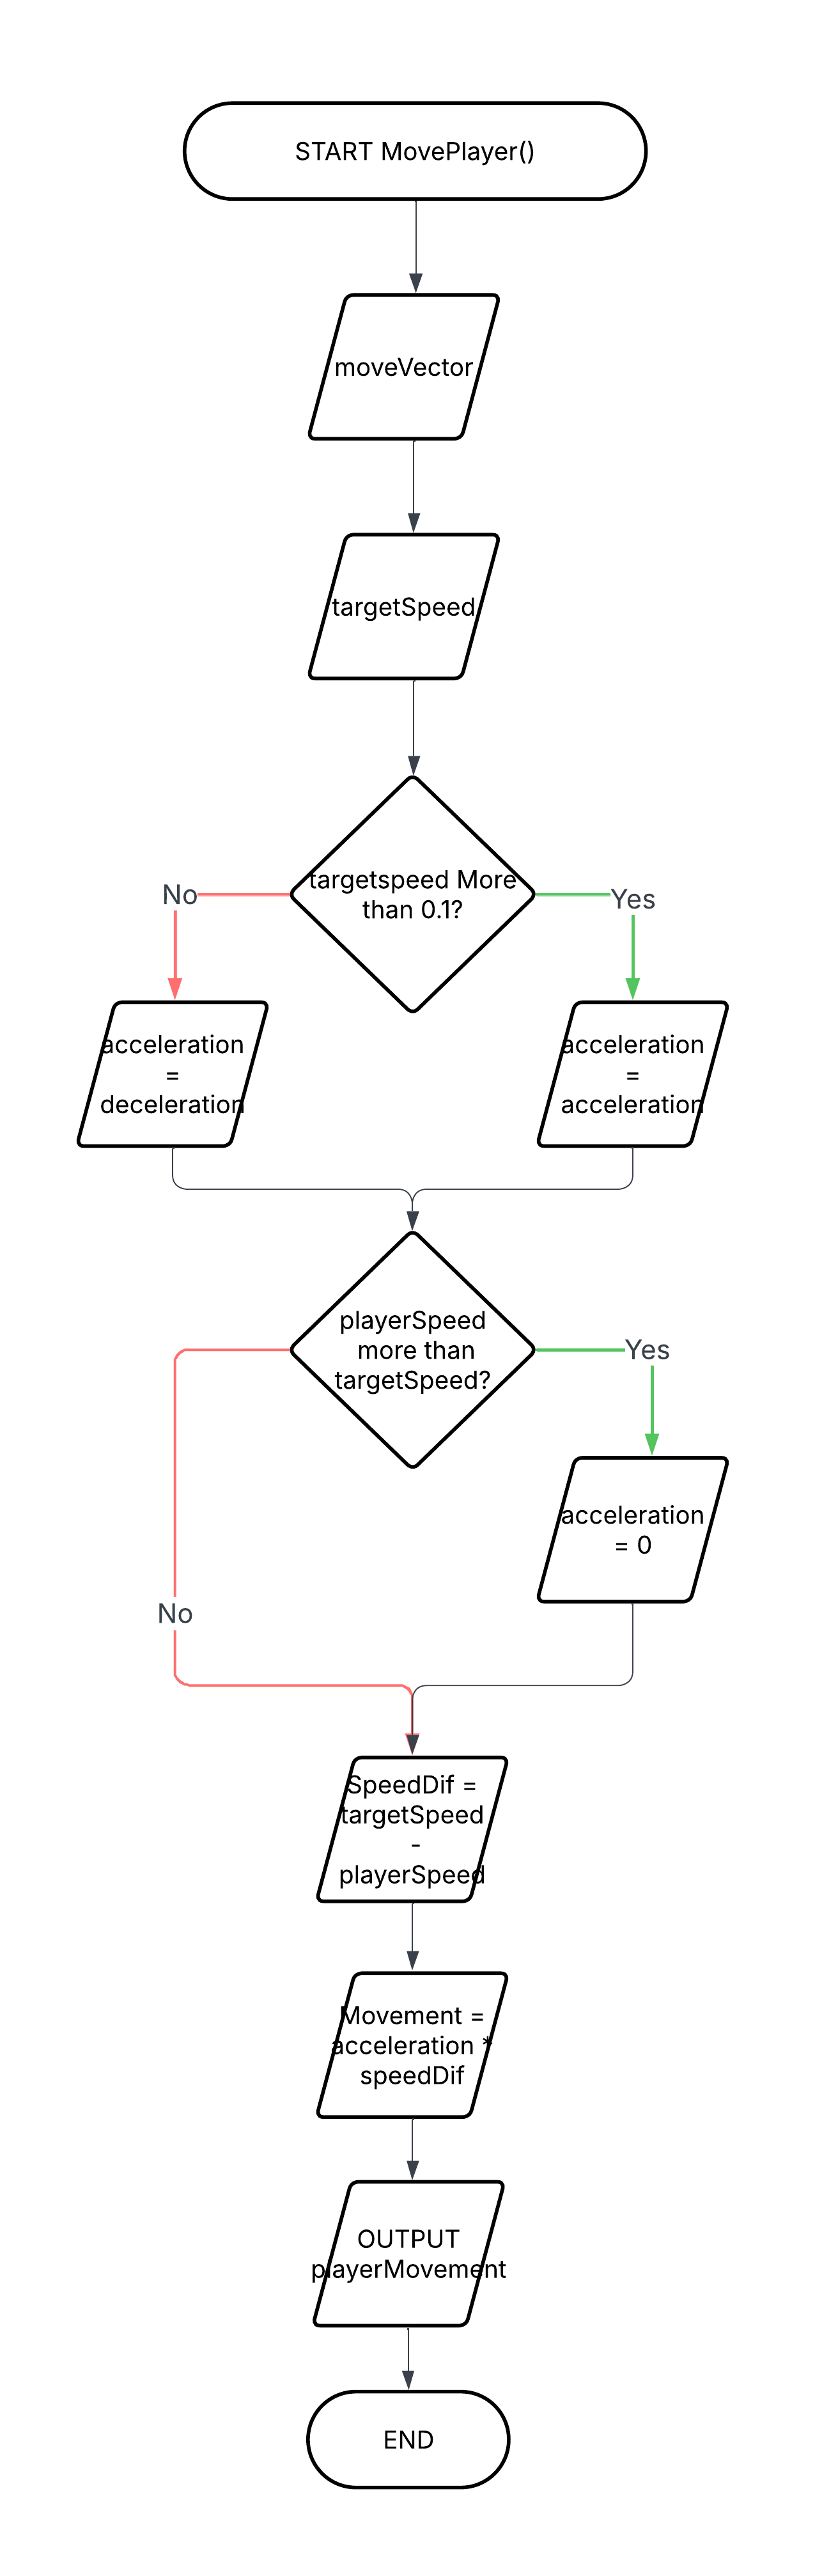 START MovePlayer()
moveVector
targetSpeed
targetspeed More
than 0.1?
No
Yes
acceleration
=
deceleration
acceleration
=
acceleration
playerSpeed
more than
targetSpeed?
Yes
acceleration
= 0
No
SpeedDif =
targetSpeed
-
playerSpeed
Movement =
acceleration *
speedDif
OUTPUT
playerMovement
END